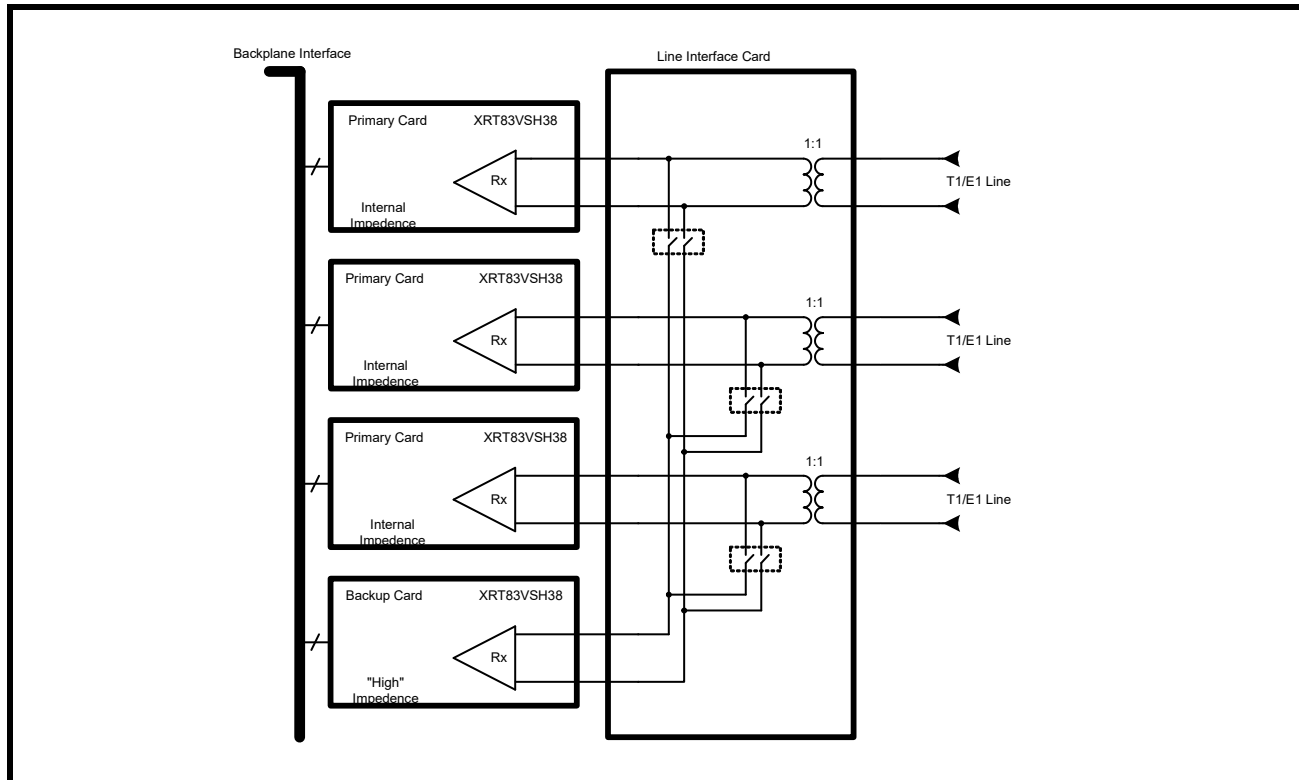 Backplane Interface
Line Interface Card
Primary Card XRT83VSH38
Rx
Internal
Impedence
1:1
T1/E1 Line
Primary Card XRT83VSH38
Rx
Internal
Impedence
1:1
T1/E1 Line
Primary Card XRT83VSH38
Rx
Internal
Impedence
1:1
T1/E1 Line
Backup Card XRT83VSH38
Rx
"High"
Impedence